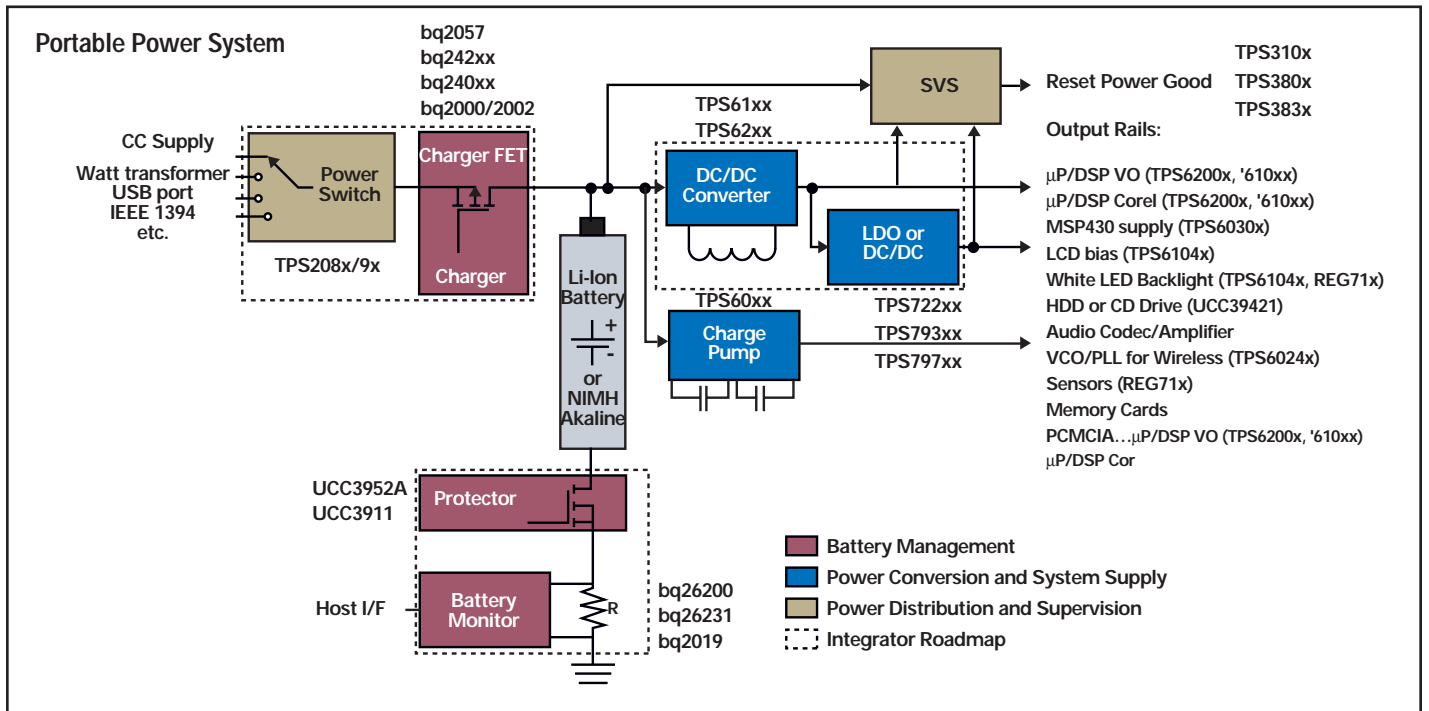 Portable Power System
bq2057
bq242xx
bq240xx
bq2000/2002
CC Supply
Watt transformer
USB port
IEEE 1394
etc.
Power
Switch
TPS208x/9x
Charger FET
Charger
TPS61xx
TPS62xx
DC/DC
Converter
LDO or
DC/DC
SVS
Reset Power Good
TPS310x
TPS380x
TPS383x
Output Rails:
µP/DSP VO (TPS6200x, '610xx)
µP/DSP Corel (TPS6200x, '610xx)
MSP430 supply (TPS6030x)
LCD bias (TPS6104x)
White LED Backlight (TPS6104x, REG71x)
HDD or CD Drive (UCC39421)
Audio Codec/Amplifier
VCO/PLL for Wireless (TPS6024x)
Sensors (REG71x)
Memory Cards
PCMCIA…µP/DSP VO (TPS6200x, '610xx)
µP/DSP Cor
Li-Ion
Battery
+
-
or
NIMH
Akaline
TPS60xx
Charge
Pump
TPS722xx
TPS793xx
TPS797xx
UCC3952A
UCC3911
Protector
Host I/F
Battery
Monitor
R
bq26200
bq26231
bq2019
Battery Management
Power Conversion and System Supply
Power Distribution and Supervision
Integrator Roadmap